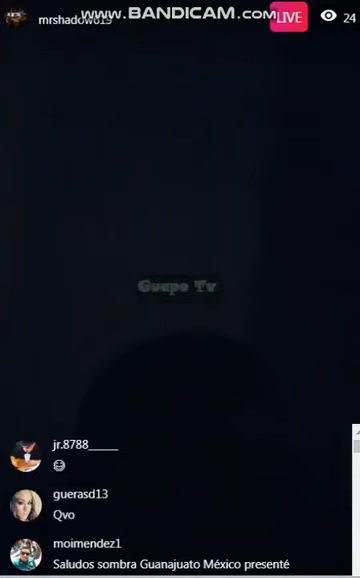 www.BANDICAM.com
mrshadow019
LIVE
24
Guapo Tv
jr.8788_____
guerasd13
Qvo
moimendez1
Saludos sombra Guanajuato México presenté